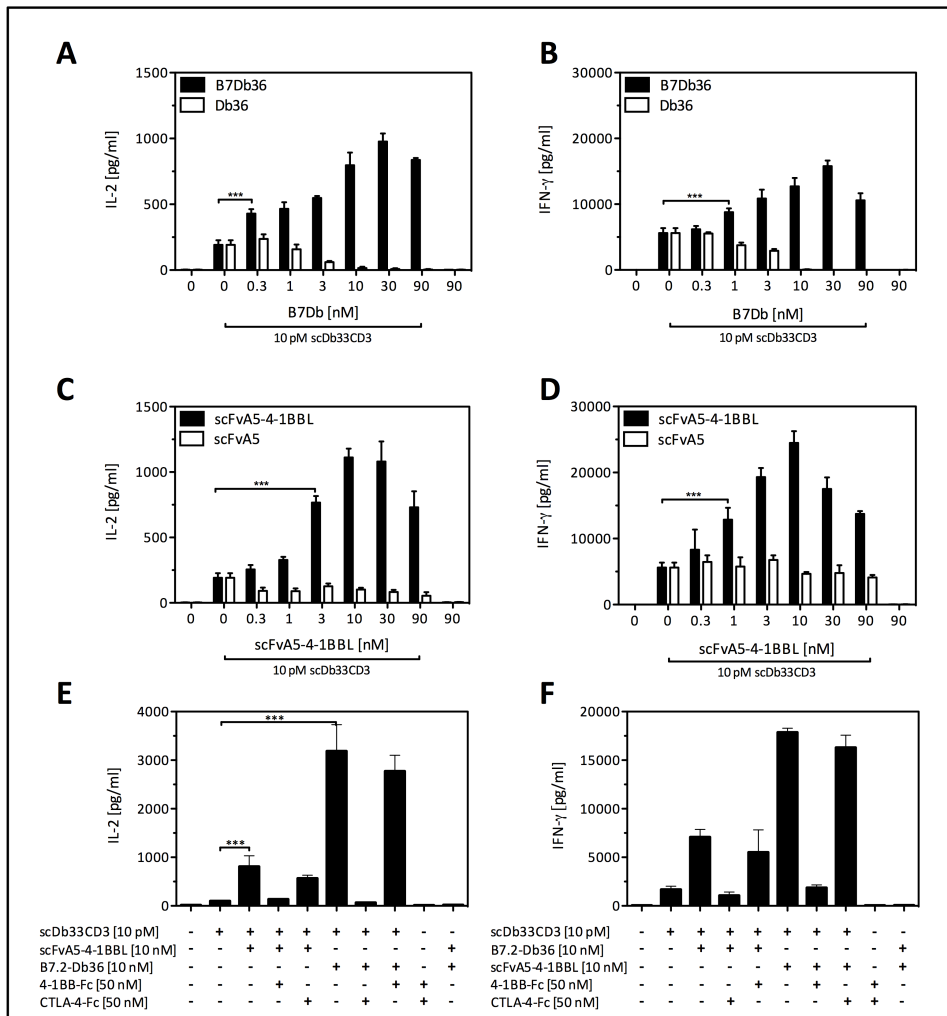 A
1500
B7Db36
Db36
1000
IL-2 [pg/ml]
***
500
0
0 0 0.3 1 3 10 30 90 90
B7Db [nM]
10 pM scDb33CD3
B
30000
B7Db36
Db36
20000
IFN-γ [pg/ml]
***
10000
0
0 0 0.3 1 3 10 30 90 90
B7Db [nM]
10 pM scDb33CD3
C
1500
scFvA5-4-1BBL
scFvA5
1000
IL-2 [pg/ml]
***
500
0
0 0 0.3 1 3 10 30 90 90
scFvA5-4-1BBL [nM]
10 pM scDb33CD3
D
30000
scFvA5-4-1BBL
scFvA5
20000
IFN-γ [pg/ml]
***
10000
0
0 0 0.3 1 3 10 30 90 90
scFvA5-4-1BBL [nM]
10 pM scDb33CD3
E
4000
***
3000
IL-2 [pg/ml]
2000
1000
***
0
scDb33CD3 [10 pM] - + + + + + + + - -
scFvA5-4-1BBL [10 nM] - - + + + - - - - +
B7.2-Db36 [10 nM] - - - - - + + + - +
4-1BB-Fc [50 nM] - - - + - - - + + -
CTLA-4-Fc [50 nM] - - - - + - + - + -
F
20000
15000
IFN-γ [pg/ml]
10000
5000
0
scDb33CD3 [10 pM] - + + + + + + + - -
B7.2-Db36 [10 nM] - - + + + - - - - +
scFvA5-4-1BBL [10 nM] - - - - - + + + - +
4-1BB-Fc [50 nM] - - - - + - + - + -
CTLA-4-Fc [50 nM] - - - + - - - + + -